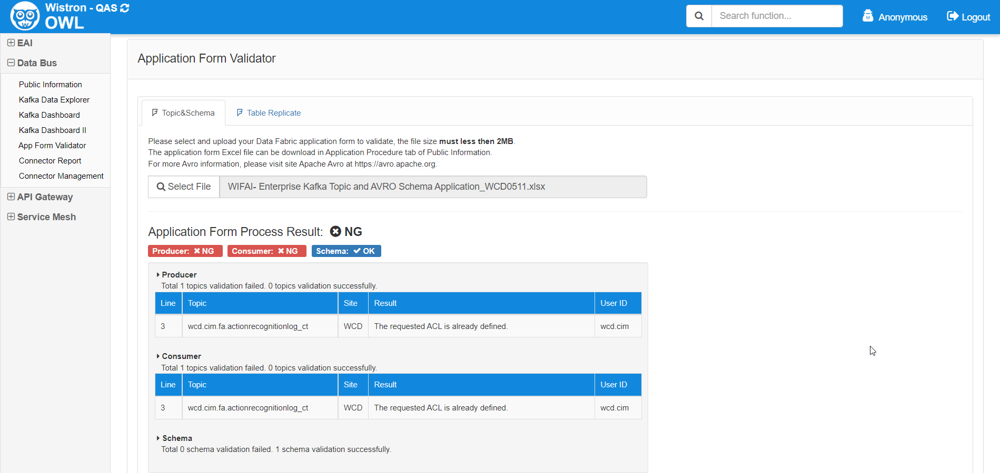 Wistron - QAS
OWL
Search function...
Anonymous
Logout
EAI
Data Bus
Public Information
Kafka Data Explorer
Kafka Dashboard
Kafka Dashboard II
App Form Validator
Connector Report
Connector Management
API Gateway
Service Mesh
Application Form Validator
Topic&Schema
Table Replicate
Please select and upload your Data Fabric application form to validate, the file size must less then 2MB.
The application form Excel file can be download in Application Procedure tab of Public Information.
For more Avro information, please visit site Apache Avro at https://avro.apache.org.
Select File WIFAI- Enterprise Kafka Topic and AVRO Schema Application_WCD0511.xlsx
Application Form Process Result: NG
Producer: NG Consumer: NG Schema: OK
Producer
Total 1 topics validation failed. 0 topics validation successfully.
Line Topic Site Result User ID
3 wcd.cim.fa.actionrecognitionlog_ct WCD The requested ACL is already defined. wcd.cim
Consumer
Total 1 topics validation failed. 0 topics validation successfully.
Line Topic Site Result User ID
3 wcd.cim.fa.actionrecognitionlog_ct WCD The requested ACL is already defined. wcd.cim
Schema
Total 0 schema validation failed. 1 schema validation successfully.